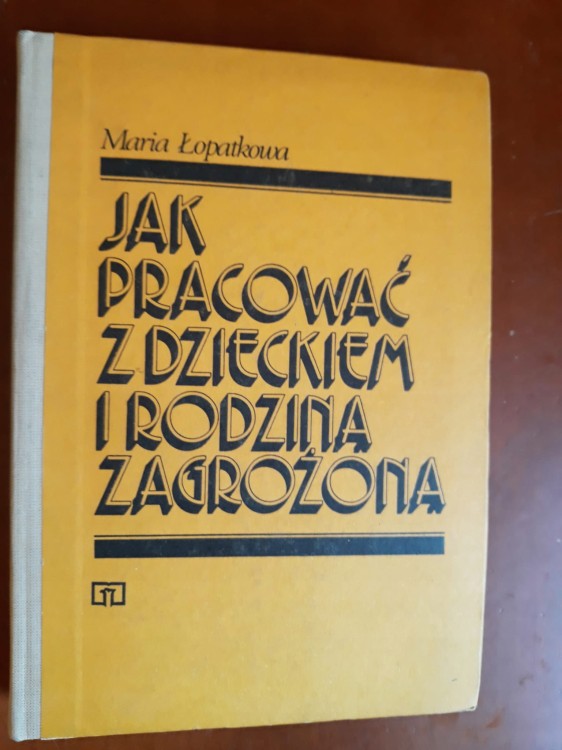 Maria Łopatkowa
JAK
PRACOWAĆ
Z DZIECKIEM
I RODZINĄ
ZAGROŻONĄ